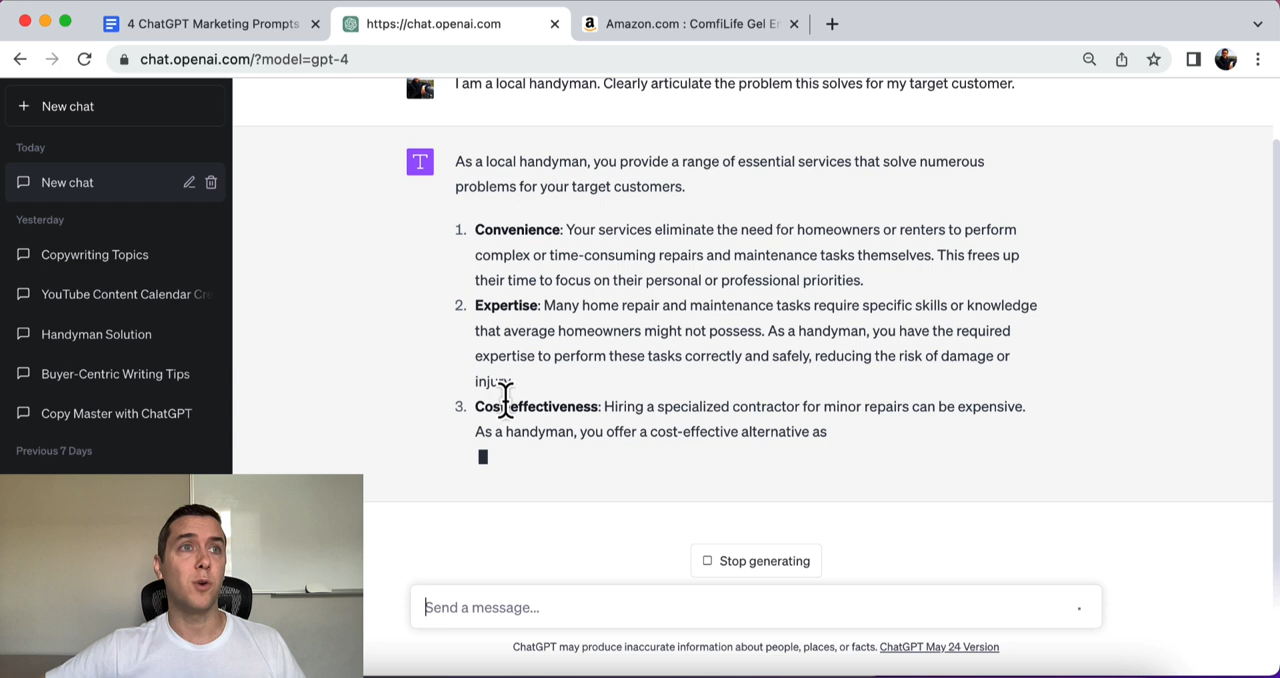 4 ChatGPT Marketing Prompts
https://chat.openai.com
a
Amazon.com : ComfiLife Gel En
chat.openai.com/?model=gpt-4
New chat
Today
New chat
Yesterday
Copywriting Topics
YouTube Content Calendar Cre
Handyman Solution
Buyer-Centric Writing Tips
Copy Master with ChatGPT
Previous 7 Days
I am a local handyman. Clearly articulate the problem this solves for my target customer.
T
As a local handyman, you provide a range of essential services that solve numerous
problems for your target customers.
1. Convenience: Your services eliminate the need for homeowners or renters to perform
complex or time-consuming repairs and maintenance tasks themselves. This frees up
their time to focus on their personal or professional priorities.
2. Expertise: Many home repair and maintenance tasks require specific skills or knowledge
that average homeowners might not possess. As a handyman, you have the required
expertise to perform these tasks correctly and safely, reducing the risk of damage or
injury.
3. Cost-effectiveness: Hiring a specialized contractor for minor repairs can be expensive.
As a handyman, you offer a cost-effective alternative as
Stop generating
Send a message...
ChatGPT may produce inaccurate information about people, places, or facts. ChatGPT May 24 Version